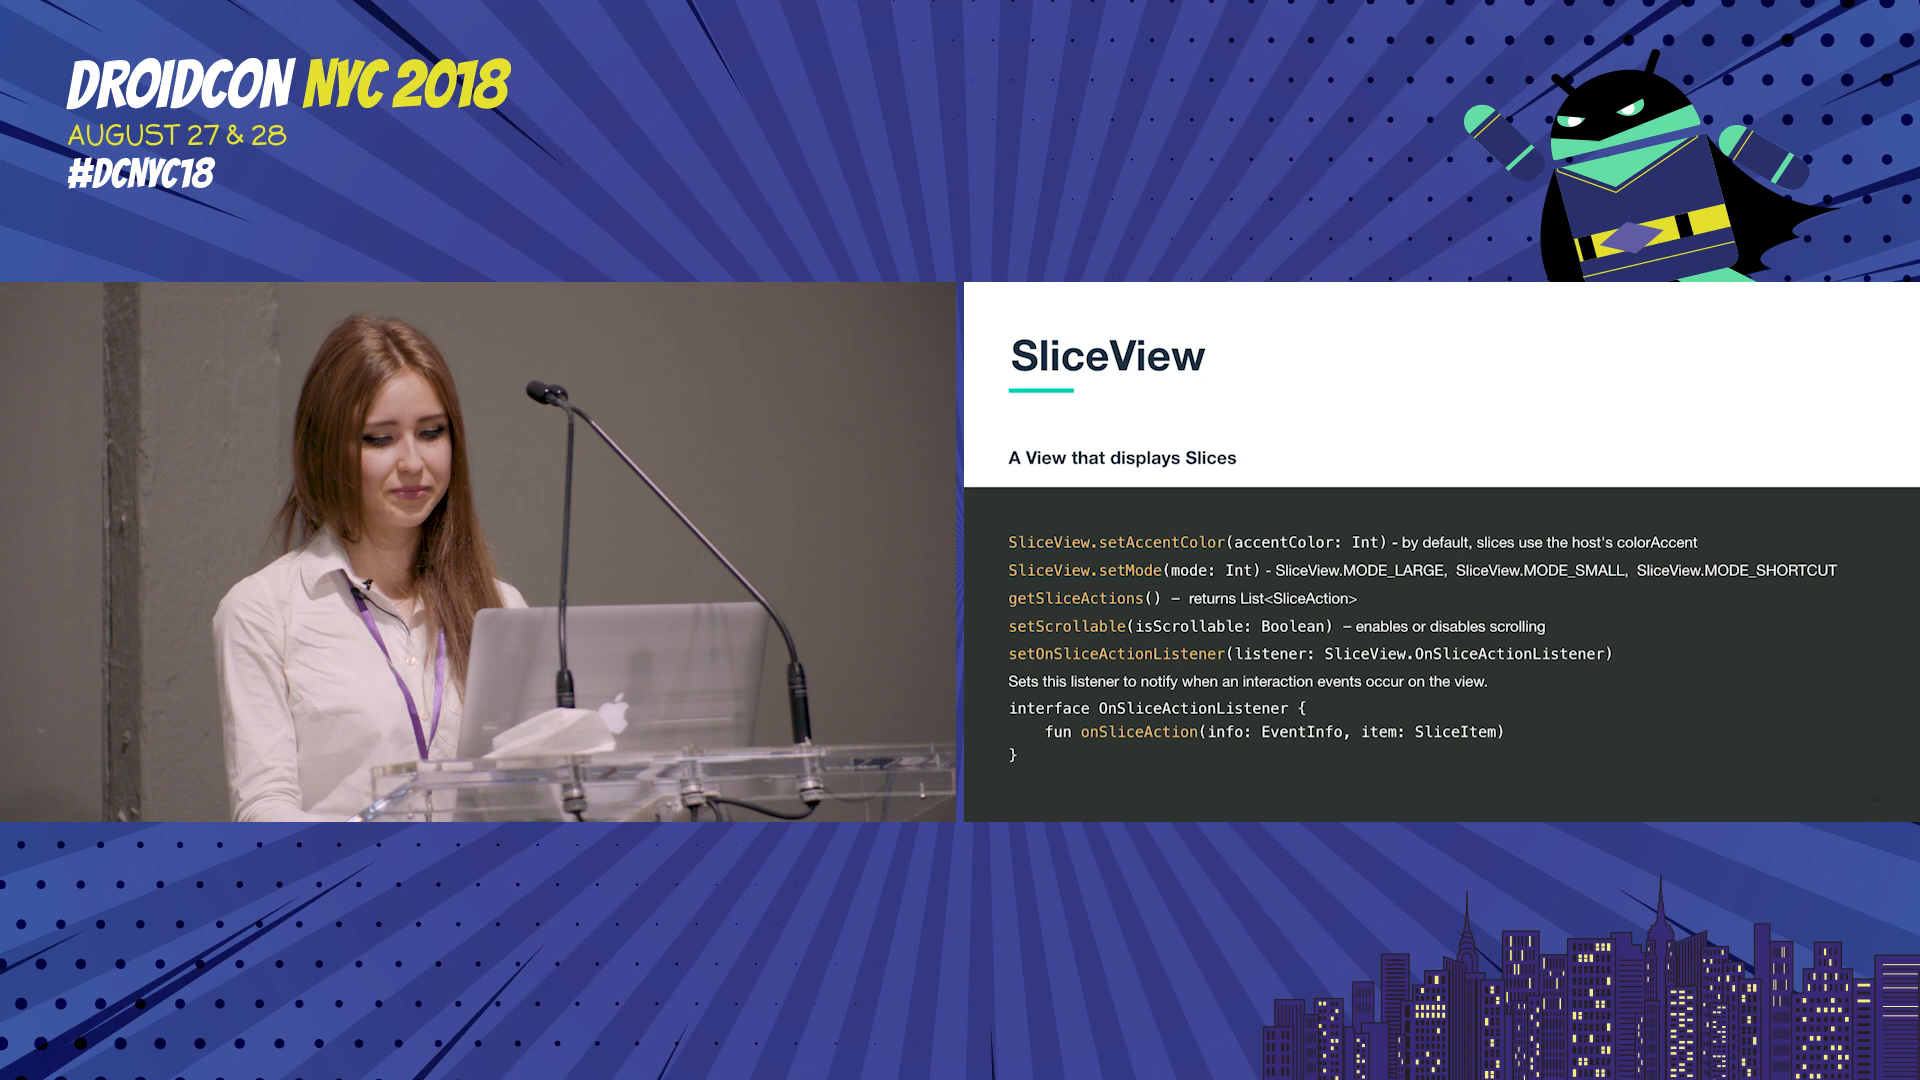 DROIDCON NYC 2018
AUGUST 27 & 28
#DCNYC18
SliceView
A View that displays Slices
SliceView.setAccentColor(accentColor: Int) - by default, slices use the host's colorAccent
SliceView.setMode(mode: Int) - SliceView.MODE_LARGE, SliceView.MODE_SMALL, SliceView.MODE_SHORTCUT
getSliceActions() – returns List<SliceAction>
setScrollable(isScrollable: Boolean) – enables or disables scrolling
setOnSliceActionListener(listener: SliceView.OnSliceActionListener)
Sets this listener to notify when an interaction events occur on the view.
interface OnSliceActionListener {
fun onSliceAction(info: EventInfo, item: SliceItem)
}